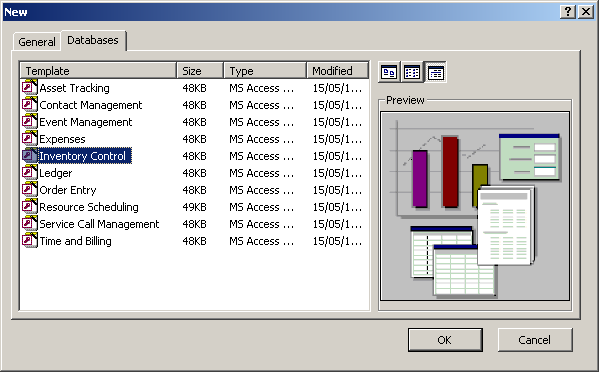 New
General Databases
Template Size Type Modified
Asset Tracking 48KB MS Access ... 15/05/1...
Contact Management 48KB MS Access ... 15/05/1...
Event Management 48KB MS Access ... 15/05/1...
Expenses 48KB MS Access ... 15/05/1...
Inventory Control 48KB MS Access ... 15/05/1...
Ledger 48KB MS Access ... 15/05/1...
Order Entry 48KB MS Access ... 15/05/1...
Resource Scheduling 49KB MS Access ... 15/05/1...
Service Call Management 48KB MS Access ... 15/05/1...
Time and Billing 48KB MS Access ... 15/05/1...
Preview
OK Cancel